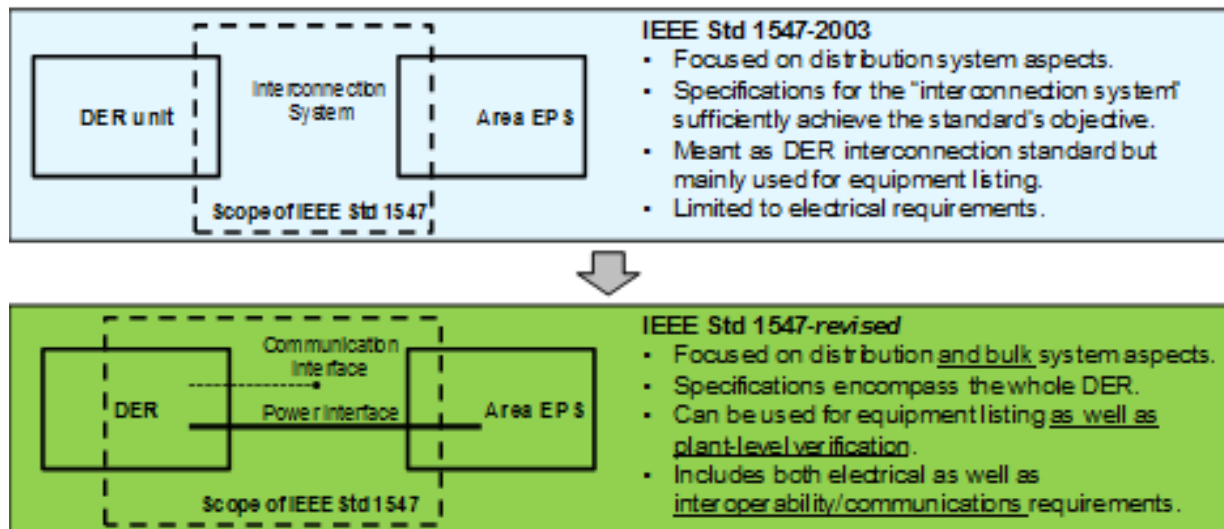 IEEE Std 1547-2003
▪ Focused on distribution system aspects.
▪ Specifications for the "interconnection system"
sufficiently achieve the standard's objective.
▪ Meant as DER interconnection standard but
mainly used for equipment listing.
▪ Limited to electrical requirements.
DER unit
Interconnection
System
Area EPS
Scope of IEEE Std 1547
IEEE Std 1547-revised
▪ Focused on distribution and bulk system aspects.
▪ Specifications encompass the whole DER.
▪ Can be used for equipment listing as well as
plant-level verification.
▪ Includes both electrical as well as
interoperability/communications requirements.
Communication
Interface
DER
Power Interface
Area EPS
Scope of IEEE Std 1547